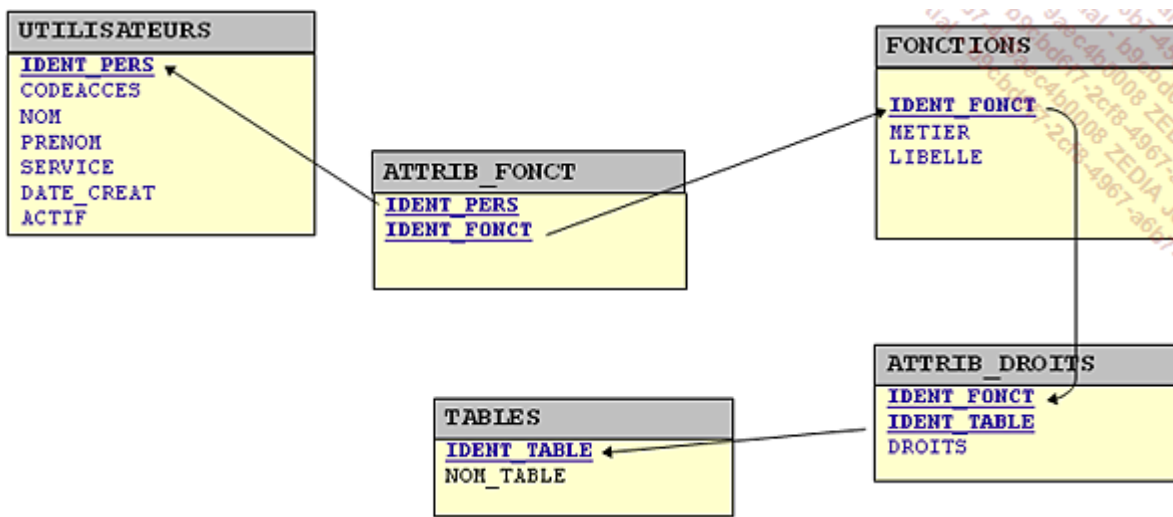 UTILISATEURS
IDENT_PERS
CODEACCES
NOM
PRENOM
SERVICE
DATE_CREAT
ACTIF
ATTRIB_FONCT
IDENT_PERS
IDENT_FONCT
FONCTIONS
IDENT_FONCT
METIER
LIBELLE
TABLES
IDENT_TABLE
NOM_TABLE
ATTRIB_DROITS
IDENT_FONCT
IDENT_TABLE
DROITS